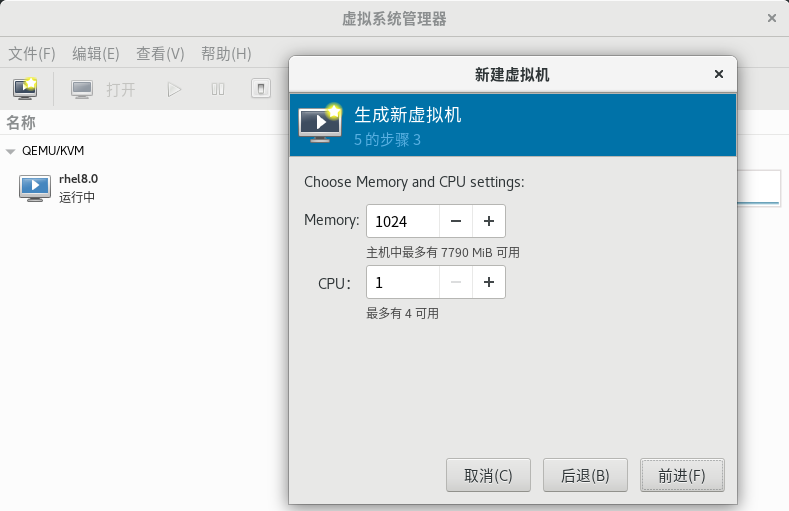 虚拟系统管理器
文件(F) 编辑(E) 查看(V) 帮助(H)
打开
名称
QEMU/KVM
rhel8.0
运行中
新建虚拟机
生成新虚拟机
5 的步骤 3
Choose Memory and CPU settings:
Memory: 1024
主机中最多有 7790 MiB 可用
CPU： 1
最多有 4 可用
取消(C) 后退(B) 前进(F)